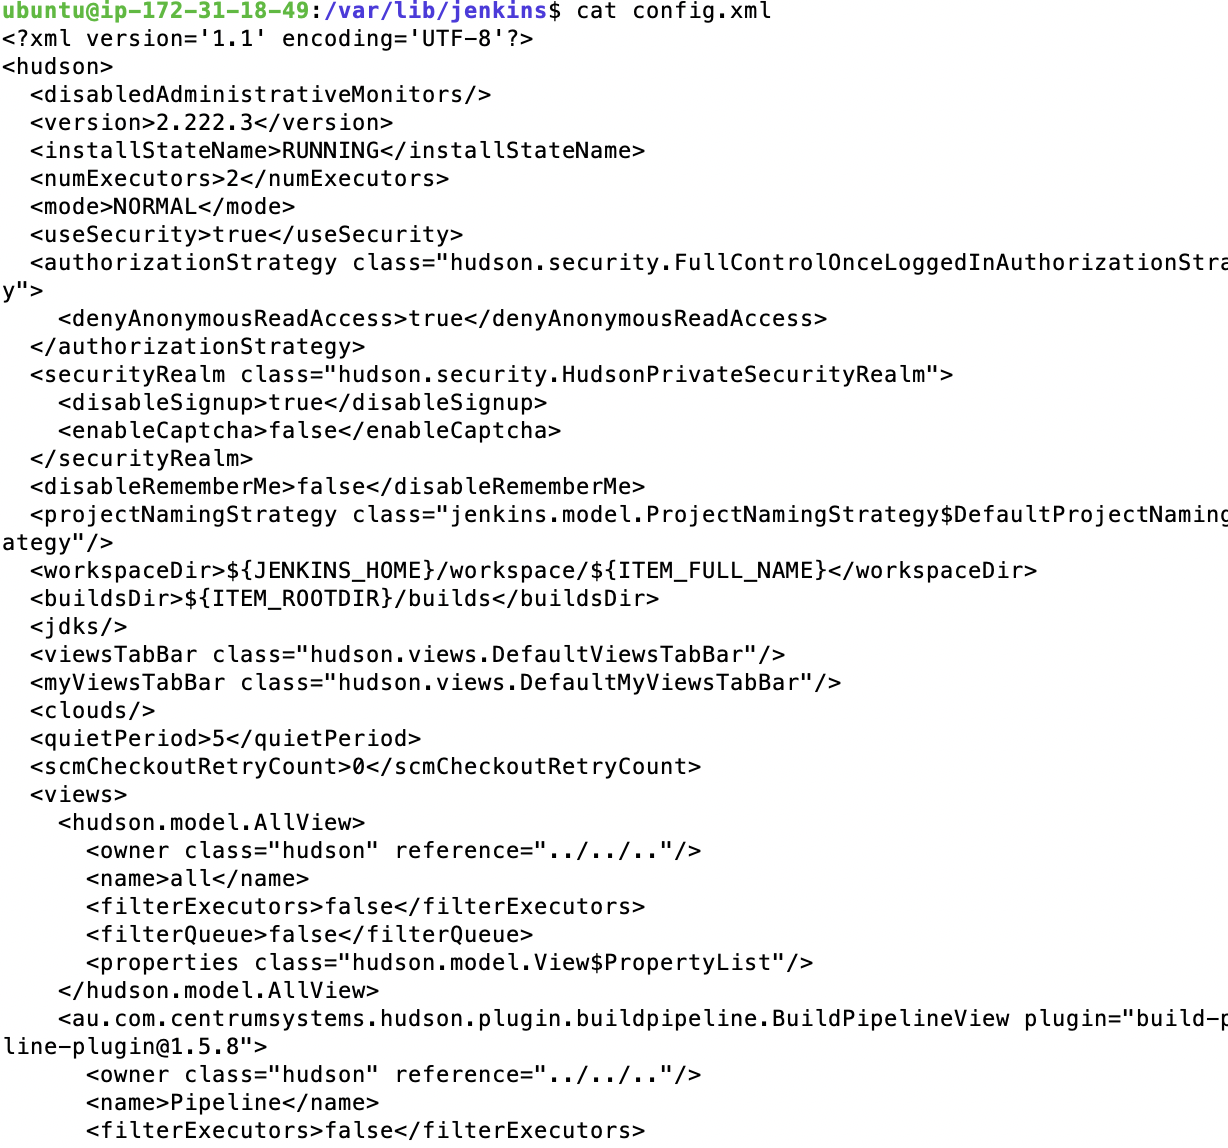 ubuntu@ip-172-31-18-49:/var/lib/jenkins$ cat config.xml
<?xml version='1.1' encoding='UTF-8'?>
<hudson>
  <disabledAdministrativeMonitors/>
  <version>2.222.3</version>
  <installStateName>RUNNING</installStateName>
  <numExecutors>2</numExecutors>
  <mode>NORMAL</mode>
  <useSecurity>true</useSecurity>
  <authorizationStrategy class="hudson.security.FullControlOnceLoggedInAuthorizationStra
y">
    <denyAnonymousReadAccess>true</denyAnonymousReadAccess>
  </authorizationStrategy>
  <securityRealm class="hudson.security.HudsonPrivateSecurityRealm">
    <disableSignup>true</disableSignup>
    <enableCaptcha>false</enableCaptcha>
  </securityRealm>
  <disableRememberMe>false</disableRememberMe>
  <projectNamingStrategy class="jenkins.model.ProjectNamingStrategy$DefaultProjectNaming
ategy"/>
  <workspaceDir>${JENKINS_HOME}/workspace/${ITEM_FULL_NAME}</workspaceDir>
  <buildsDir>${ITEM_ROOTDIR}/builds</buildsDir>
  <jdks/>
  <viewsTabBar class="hudson.views.DefaultViewsTabBar"/>
  <myViewsTabBar class="hudson.views.DefaultMyViewsTabBar"/>
  <clouds/>
  <quietPeriod>5</quietPeriod>
  <scmCheckoutRetryCount>0</scmCheckoutRetryCount>
  <views>
    <hudson.model.AllView>
      <owner class="hudson" reference="../../.."/>
      <name>all</name>
      <filterExecutors>false</filterExecutors>
      <filterQueue>false</filterQueue>
      <properties class="hudson.model.View$PropertyList"/>
    </hudson.model.AllView>
    <au.com.centrumsystems.hudson.plugin.buildpipeline.BuildPipelineView plugin="build-p
line-plugin@1.5.8">
      <owner class="hudson" reference="../../.."/>
      <name>Pipeline</name>
      <filterExecutors>false</filterExecutors>